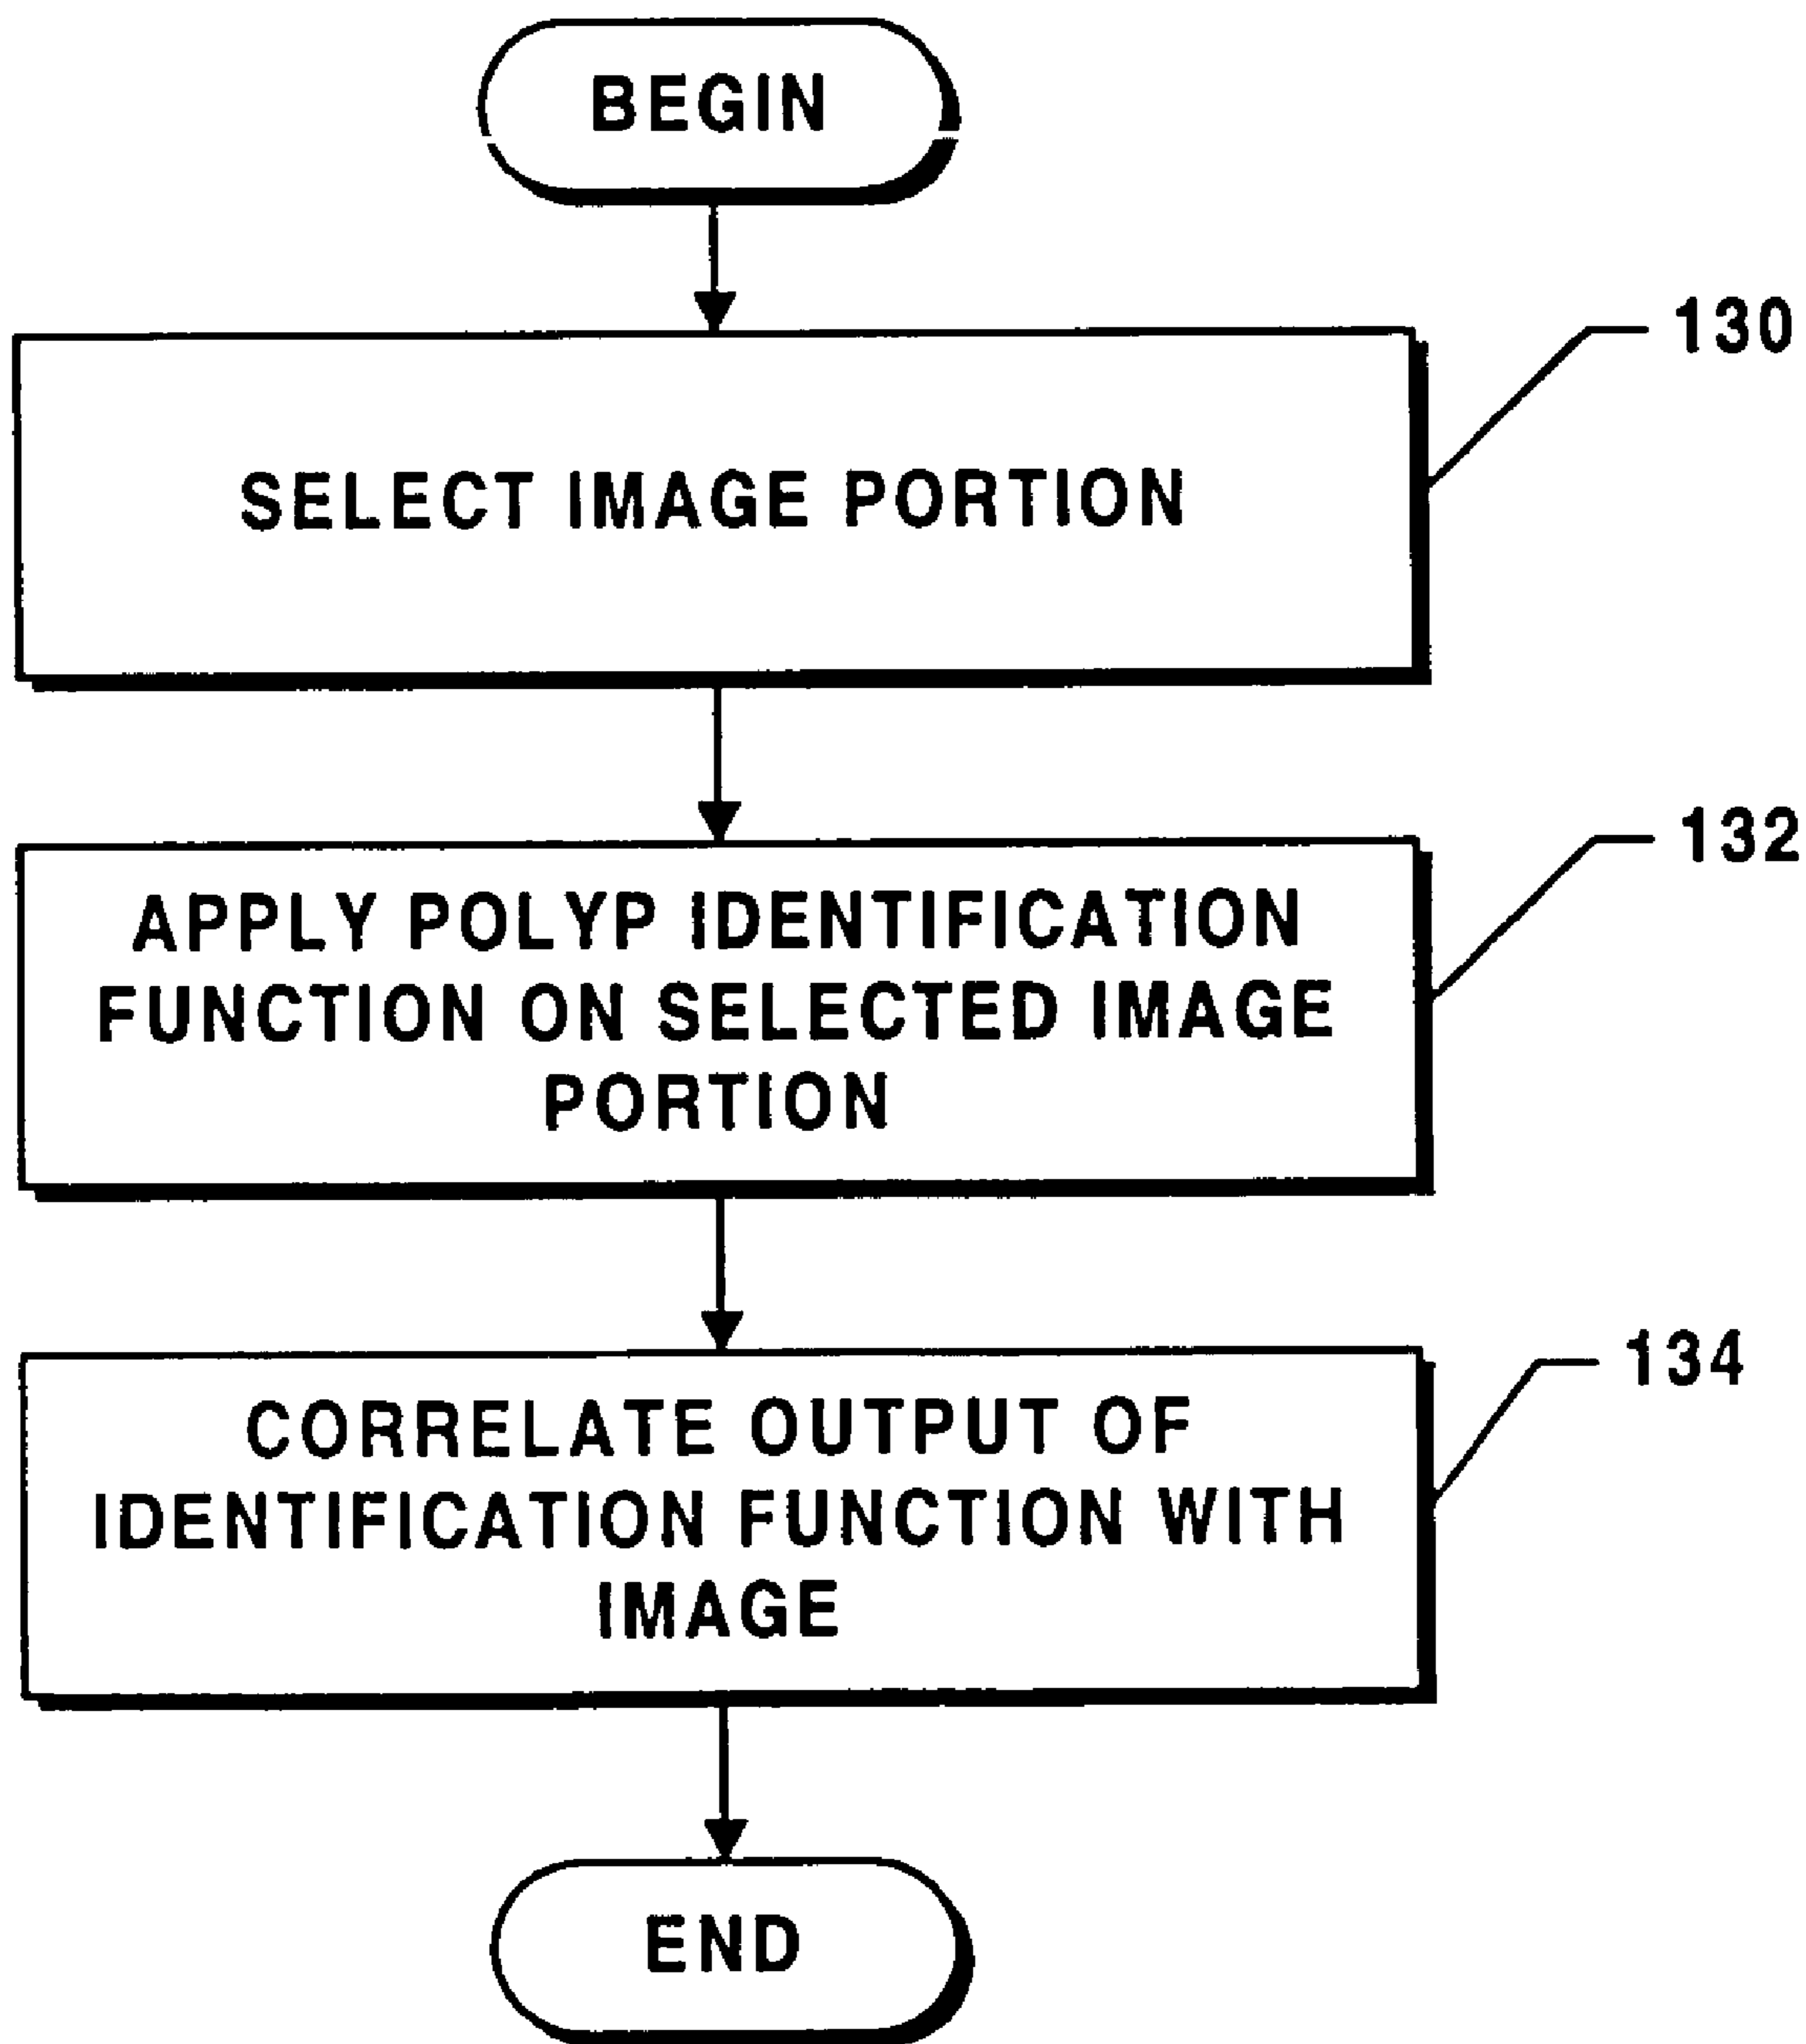 BEGIN
130
SELECT IMAGE PORTION
132
APPLY POLYP IDENTIFICATION
FUNCTION ON SELECTED IMAGE
PORTION
134
CORRELATE OUTPUT OF
IDENTIFICATION FUNCTION WITH
IMAGE
END